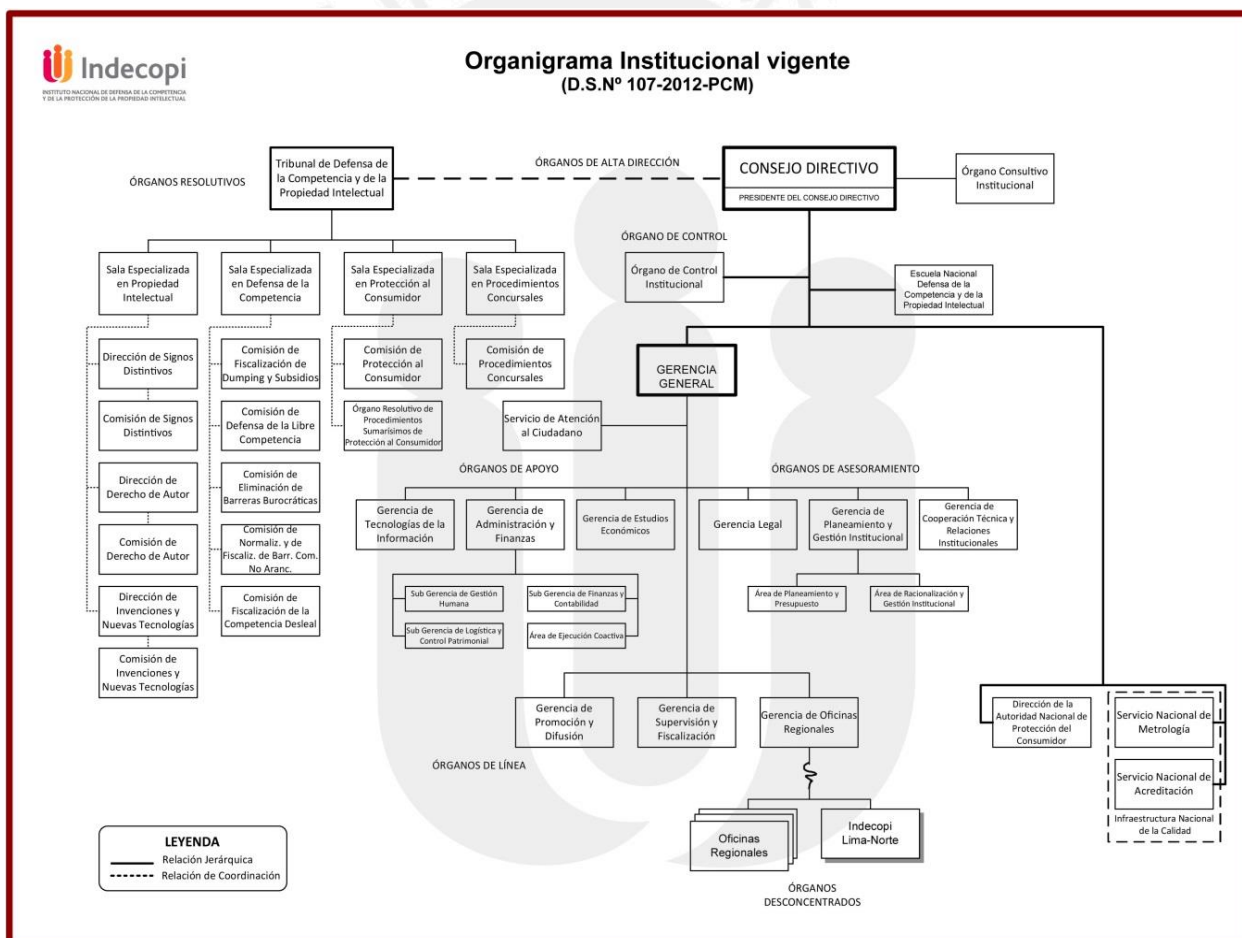 Indecopi
INSTITUTO NACIONAL DE DEFENSA DE LA COMPETENCIA
Y DE LA PROTECCIÓN DE LA PROPIEDAD INTELECTUAL
Organigrama Institucional vigente
(D.S.Nº 107-2012-PCM)
ÓRGANOS RESOLUTIVOS
Tribunal de Defensa de
la Competencia y de la
Propiedad Intelectual
ÓRGANOS DE ALTA DIRECCIÓN
CONSEJO DIRECTIVO
PRESIDENTE DEL CONSEJO DIRECTIVO
Órgano Consultivo
Institucional
ÓRGANO DE CONTROL
Órgano de Control
Institucional
Escuela Nacional
Defensa de la
Competencia y de la
Propiedad Intelectual
Sala Especializada
en Propiedad
Intelectual
Sala Especializada
en Defensa de la
Competencia
Sala Especializada
en Protección al
Consumidor
Sala Especializada
en Procedimientos
Concursales
Dirección de Signos
Distintivos
Comisión de Signos
Distintivos
Dirección de
Derecho de Autor
Comisión de
Derecho de Autor
Dirección de
Invenciones y
Nuevas Tecnologías
Comisión de
Invenciones y
Nuevas Tecnologías
Comisión de
Fiscalización de
Dumping y Subsidios
Comisión de
Defensa de la Libre
Competencia
Comisión de
Eliminación de
Barreras Burocráticas
Comisión de
Normaliz. y de
Fiscaliz. de Barr. Com.
No Aranc.
Comisión de
Fiscalización de la
Competencia Desleal
Comisión de
Protección al
Consumidor
Órgano Resolutivo de
Procedimientos
Sumarísimos de
Protección al Consumidor
Comisión de
Procedimientos
Concursales
GERENCIA
GENERAL
Servicio de Atención
al Ciudadano
ÓRGANOS DE APOYO
ÓRGANOS DE ASESORAMIENTO
Gerencia de
Tecnologías de la
Información
Gerencia de
Administración y
Finanzas
Gerencia de Estudios
Económicos
Gerencia Legal
Gerencia de
Planeamiento y
Gestión Institucional
Gerencia de
Cooperación Técnica y
Relaciones
Institucionales
Sub Gerencia de Gestión
Humana
Sub Gerencia de Finanzas y
Contabilidad
Sub Gerencia de Logística y
Control Patrimonial
Área de Ejecución Coactiva
Área de Planeamiento y
Presupuesto
Área de Racionalización y
Gestión Institucional
Gerencia de
Promoción y
Difusión
Gerencia de
Supervisión y
Fiscalización
Gerencia de Oficinas
Regionales
ÓRGANOS DE LÍNEA
Oficinas
Regionales
Indecopi
Lima-Norte
ÓRGANOS
DESCONCENTRADOS
Dirección de la
Autoridad Nacional de
Protección del
Consumidor
Servicio Nacional de
Metrología
Servicio Nacional de
Acreditación
Infraestructura Nacional
de la Calidad
LEYENDA
Relación Jerárquica
Relación de Coordinación